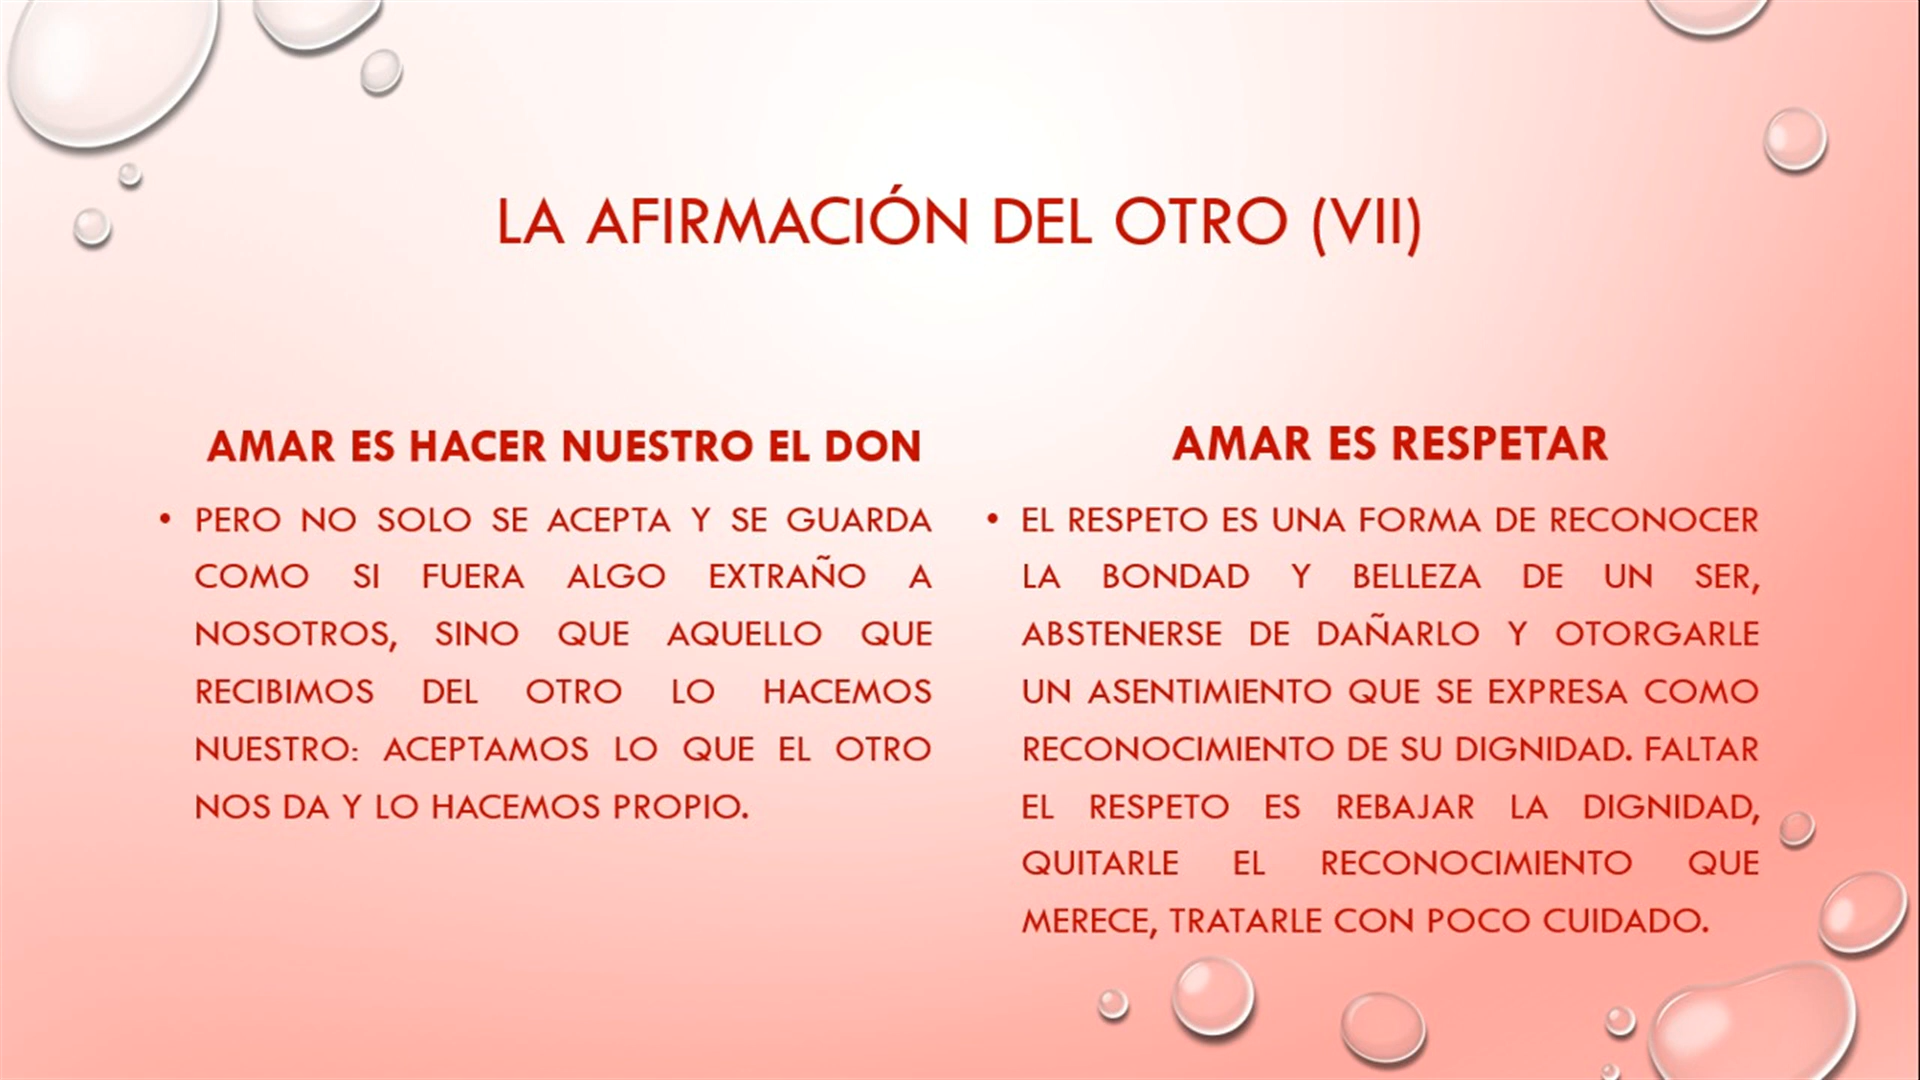 LA AFIRMACIÓN DEL OTRO (VII)
AMAR ES HACER NUESTRO EL DON
• PERO NO SOLO SE ACEPTA Y SE GUARDA
COMO SI FUERA ALGO EXTRAÑO A
NOSOTROS, SINO QUE AQUELLO QUE
RECIBIMOS DEL OTRO LO HACEMOS
NUESTRO: ACEPTAMOS LO QUE EL OTRO
NOS DA Y LO HACEMOS PROPIO.
AMAR ES RESPETAR
• EL RESPETO ES UNA FORMA DE RECONOCER
LA BONDAD Y BELLEZA DE UN SER,
ABSTENERSE DE DAÑARLO Y OTORGARLE
UN ASENTIMIENTO QUE SE EXPRESA COMO
RECONOCIMIENTO DE SU DIGNIDAD. FALTAR
EL RESPETO ES REBAJAR LA DIGNIDAD,
QUITARLE EL RECONOCIMIENTO QUE
MERECE, TRATARLE CON POCO CUIDADO.